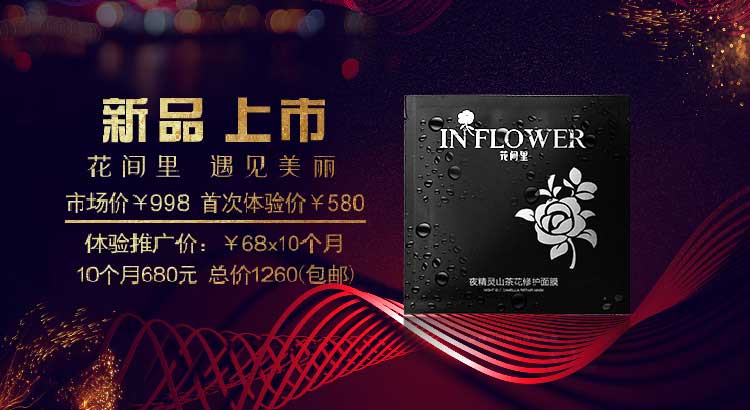 新品 上市
花间里 遇见美丽
市场价￥998 首次体验价￥580
体验推广价：￥68x10个月
10个月680元 总价1260(包邮)
IN FLOWER
花间里
夜精灵山茶花修护面膜